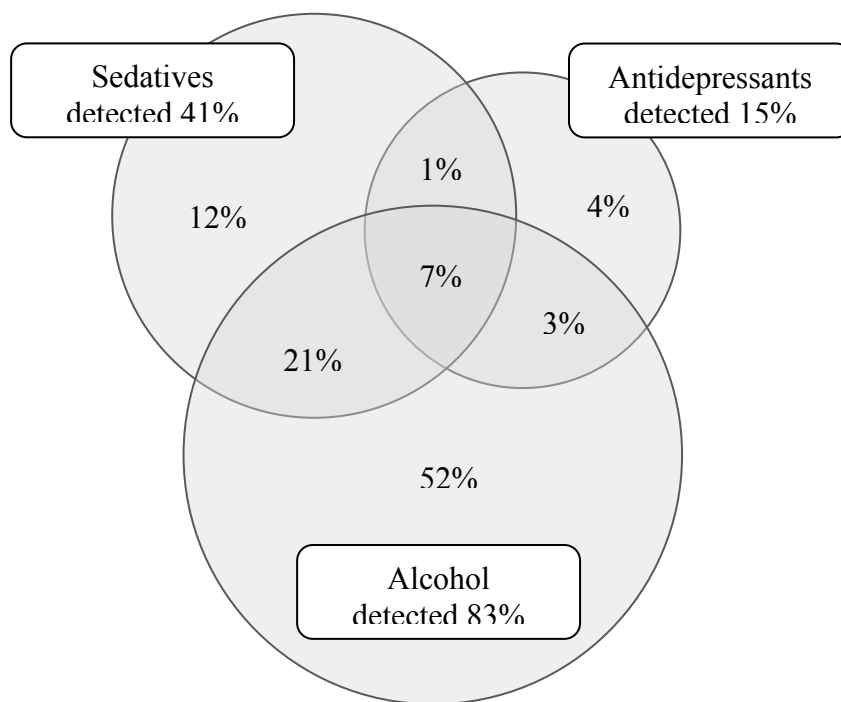 Sedatives
detected 41%
Antidepressants
detected 15%
1%
12%
4%
7%
3%
21%
52%
Alcohol
detected 83%